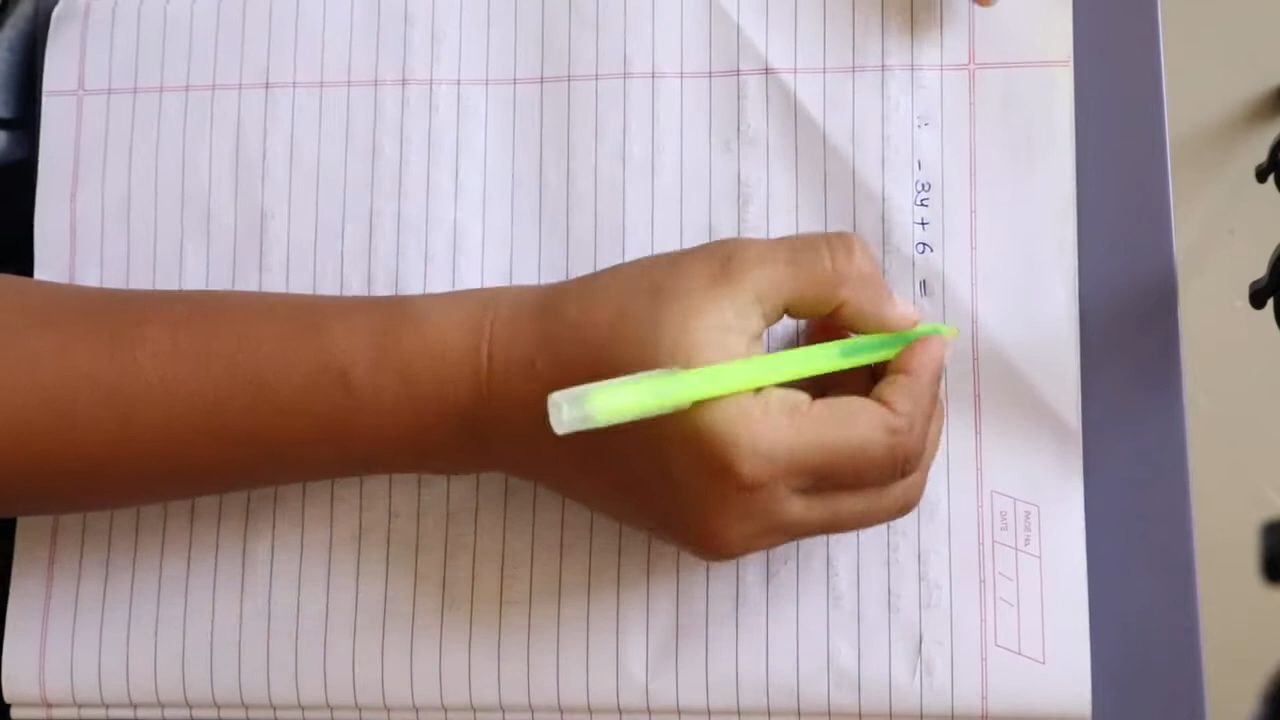 PAGE No.
DATE / /
∴ -3y + 6 =